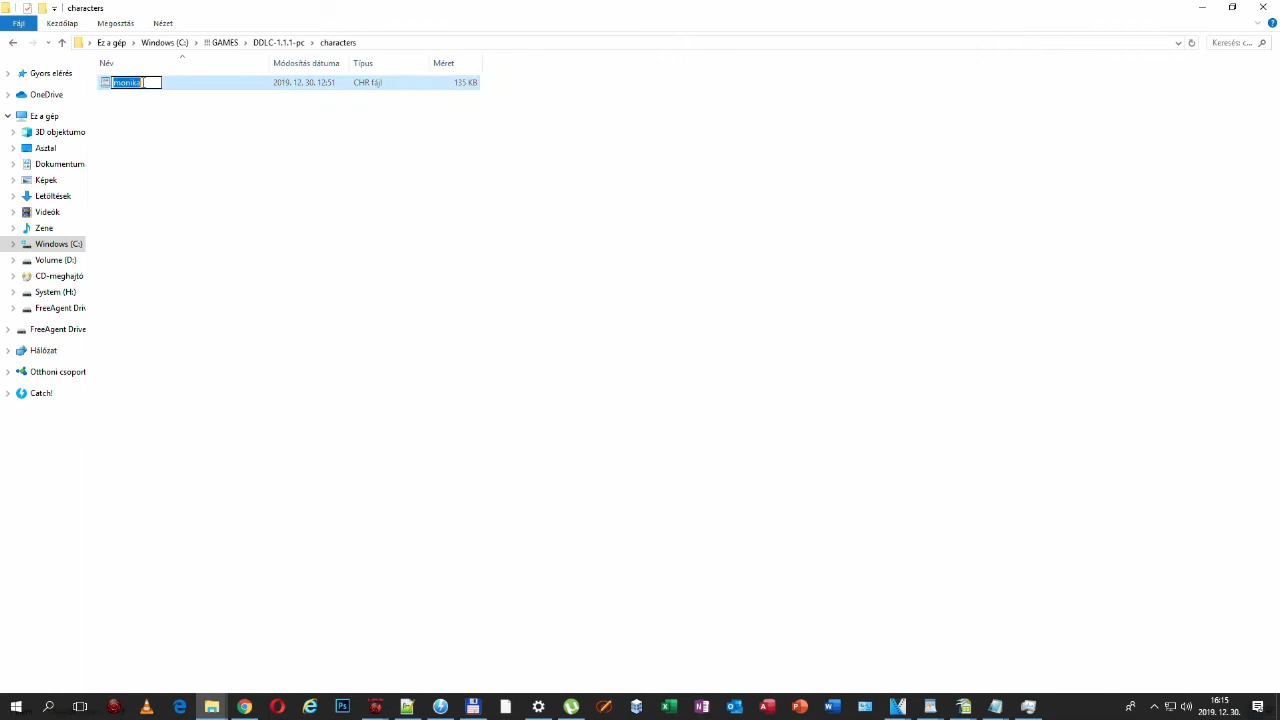 characters
Fájl Kezdőlap Megosztás Nézet
Ez a gép Windows (C:) !!! GAMES DDLC-1.1.1-pc characters Keresés: c...
Név Módosítás dátuma Típus Méret
monika 2019. 12. 30. 12:51 CHR fájl 135 KB
Gyors elérés
OneDrive
Ez a gép
3D objektumo
Asztal
Dokumentum
Képek
Letöltések
Videók
Zene
Windows (C:)
Volume (D:)
CD-meghajtó
System (H:)
FreeAgent Driv
FreeAgent Drive
Hálózat
Otthoni csoport
Catch!
16:15
2019. 12. 30.